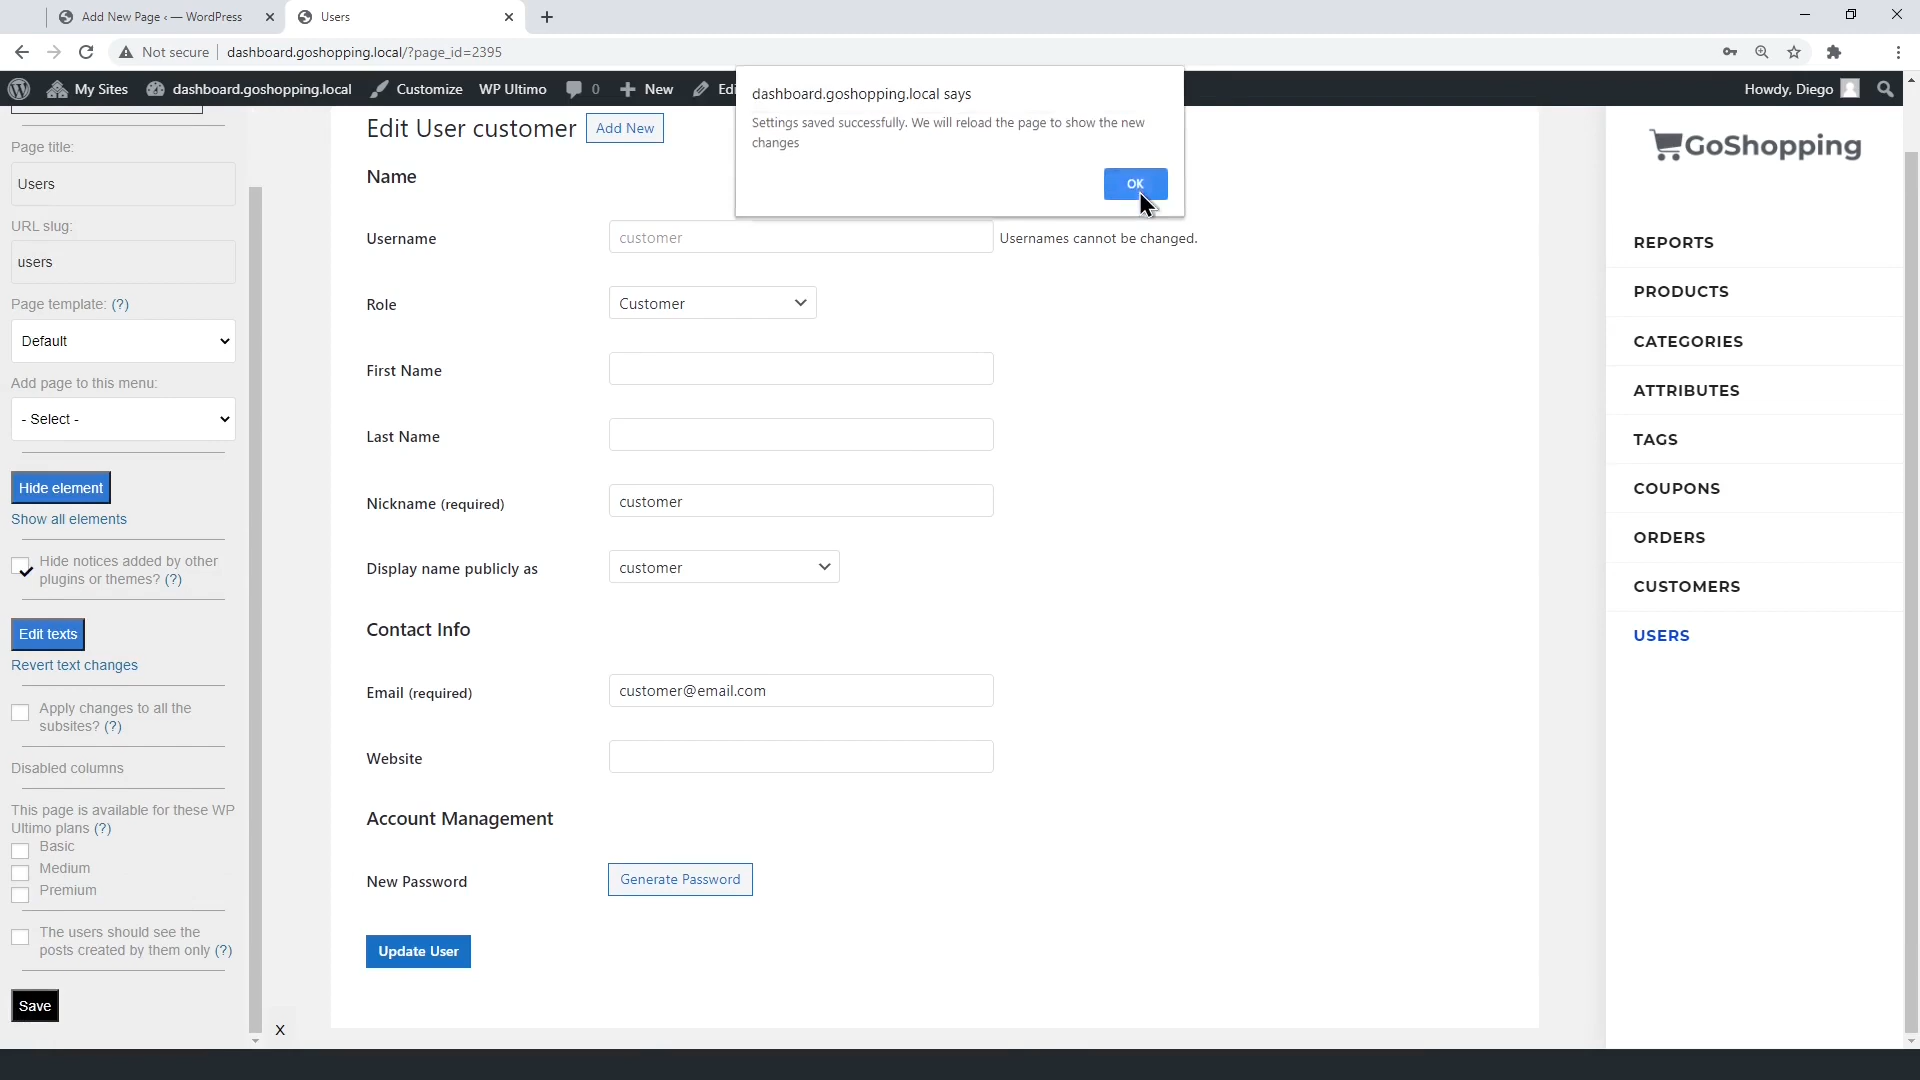 Add New Page ‹ — WordPress
Users
Not secure
dashboard.goshopping.local/?page_id=2395
My Sites
dashboard.goshopping.local
Customize
WP Ultimo
0
New
Edi
Howdy, Diego
dashboard.goshopping.local says
Settings saved successfully. We will reload the page to show the new
changes
OK
Page title:
Users
URL slug:
users
Page template: (?)
Default
Add page to this menu:
- Select -
Hide element
Show all elements
Hide notices added by other
plugins or themes? (?)
Edit texts
Revert text changes
Apply changes to all the
subsites? (?)
Disabled columns
This page is available for these WP
Ultimo plans (?)
Basic
Medium
Premium
The users should see the
posts created by them only (?)
Save
X
Edit User customer
Add New
Name
Username
customer
Usernames cannot be changed.
Role
Customer
First Name
Last Name
Nickname (required)
customer
Display name publicly as
customer
Contact Info
Email (required)
customer@email.com
Website
Account Management
New Password
Generate Password
Update User
GoShopping
REPORTS
PRODUCTS
CATEGORIES
ATTRIBUTES
TAGS
COUPONS
ORDERS
CUSTOMERS
USERS